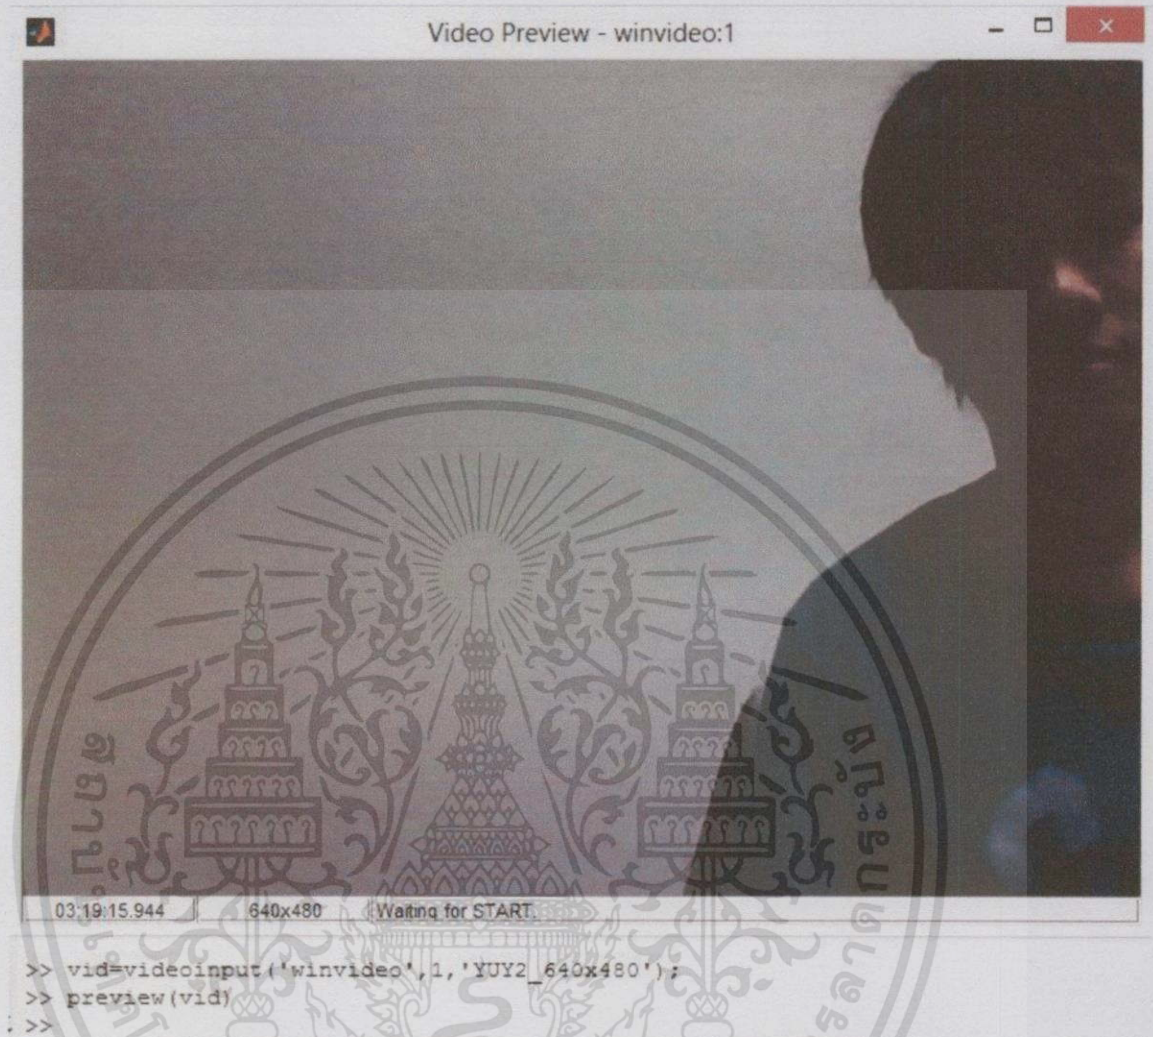 Video Preview - winvideo:1
03:19:15.944 640x480 Waiting for START.
>> vid=videoinput('winvideo',1,'YUY2_640x480');
>> preview(vid)
>>